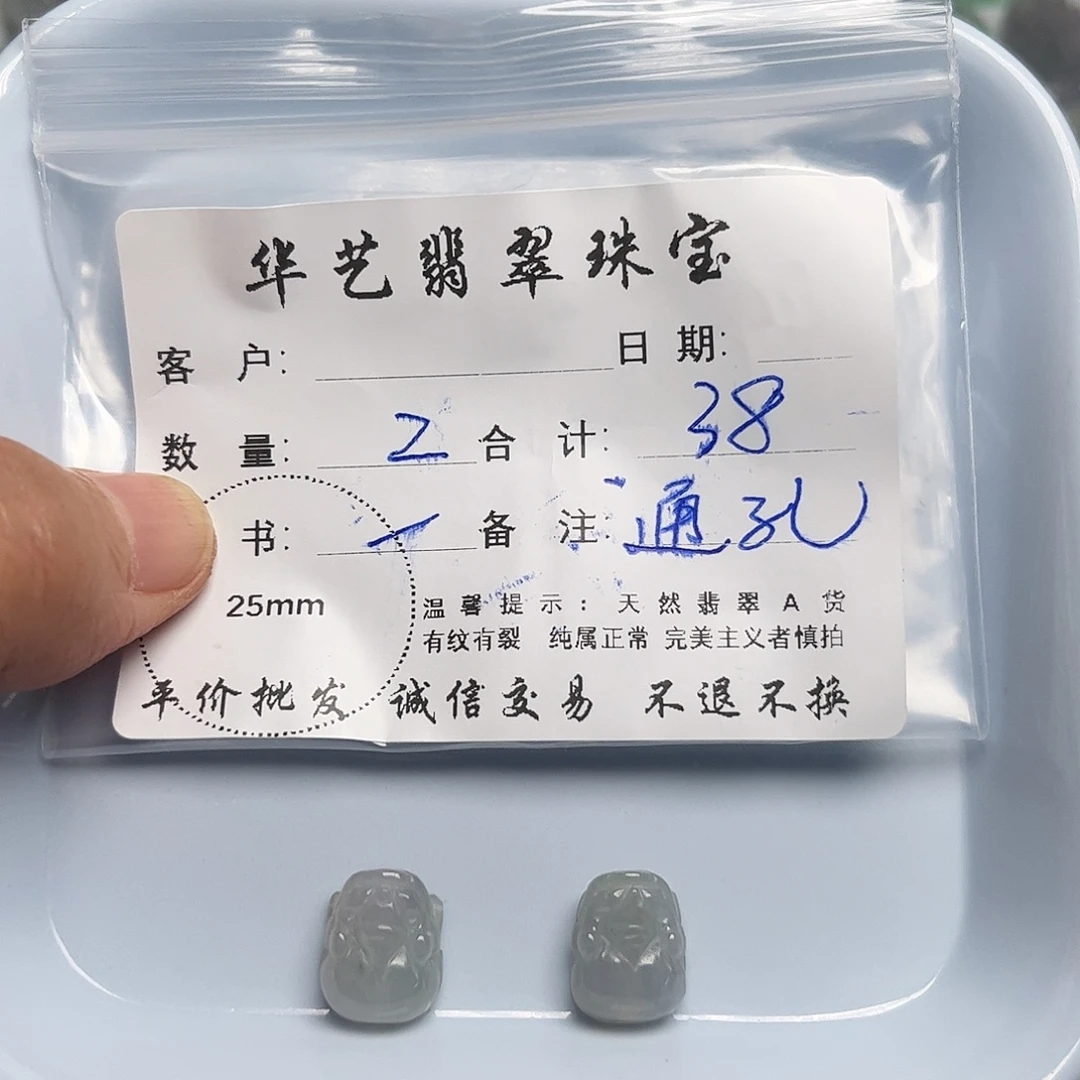 华艺翡翠珠宝
客 户: 日 期:
数 量: 2 合 计: 38
书: 一 备 注: 通孔
25mm
温馨提示: 天然翡翠A货
有纹有裂 纯属正常 完美主义者慎拍
平价批发 诚信交易 不退不换